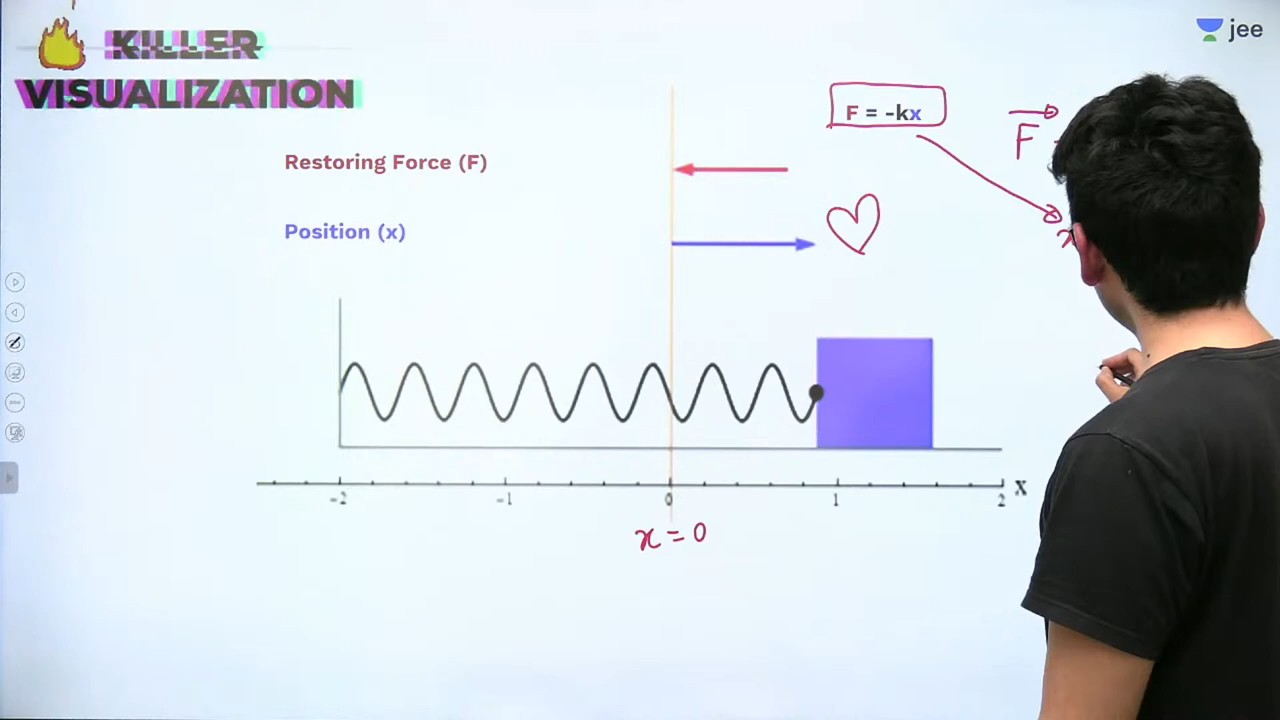 KILLER
VISUALIZATION
jee
F = -kx
F
Restoring Force (F)
Position (x)
x
-2 -1 0 1 2 X
x = 0